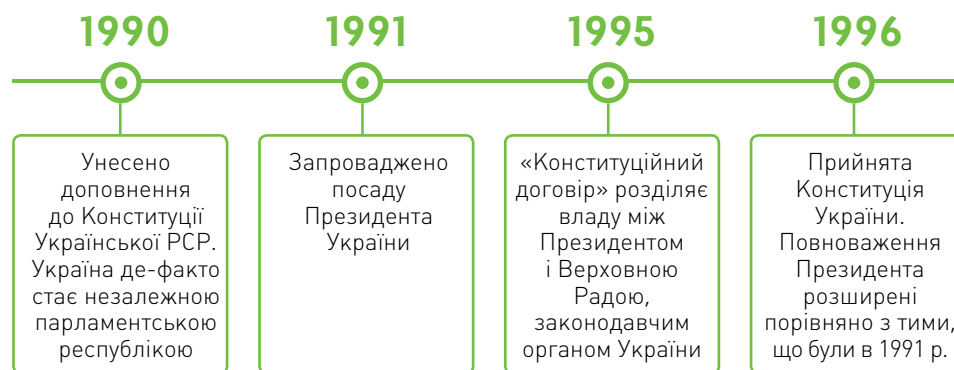 1990
1991
1995
1996
Унесено
доповнення
до Конституції
Української РСР.
Україна де-факто
стає незалежною
парламентською
республікою
Запроваджено
посаду
Президента
України
«Конституційний
договір» розділяє
владу між
Президентом
і Верховною
Радою,
законодавчим
органом України
Прийнята
Конституція
України.
Повноваження
Президента
розширені
порівняно з тими,
що були в 1991 р.